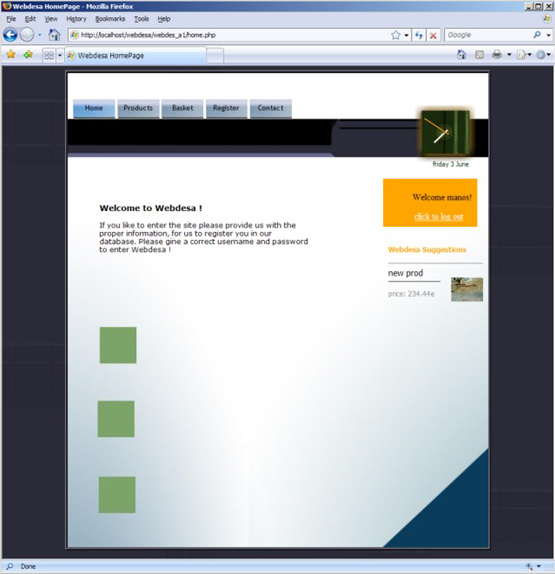 Webdesa HomePage - Mozilla Firefox
File Edit View History Bookmarks Tools Help
http://localhost/webdesa/webdes_a1/home.php
Google
Webdesa HomePage
Home Products Basket Register Contact
friday 3 June
Welcome manos!
click to log out
Welcome to Webdesa !
If you like to enter the site please provide us with the
proper information, for us to register you in our
database. Please gine a correct username and password
to enter Webdesa !
Webdesa Suggestions
new prod
price: 234.44e
Done